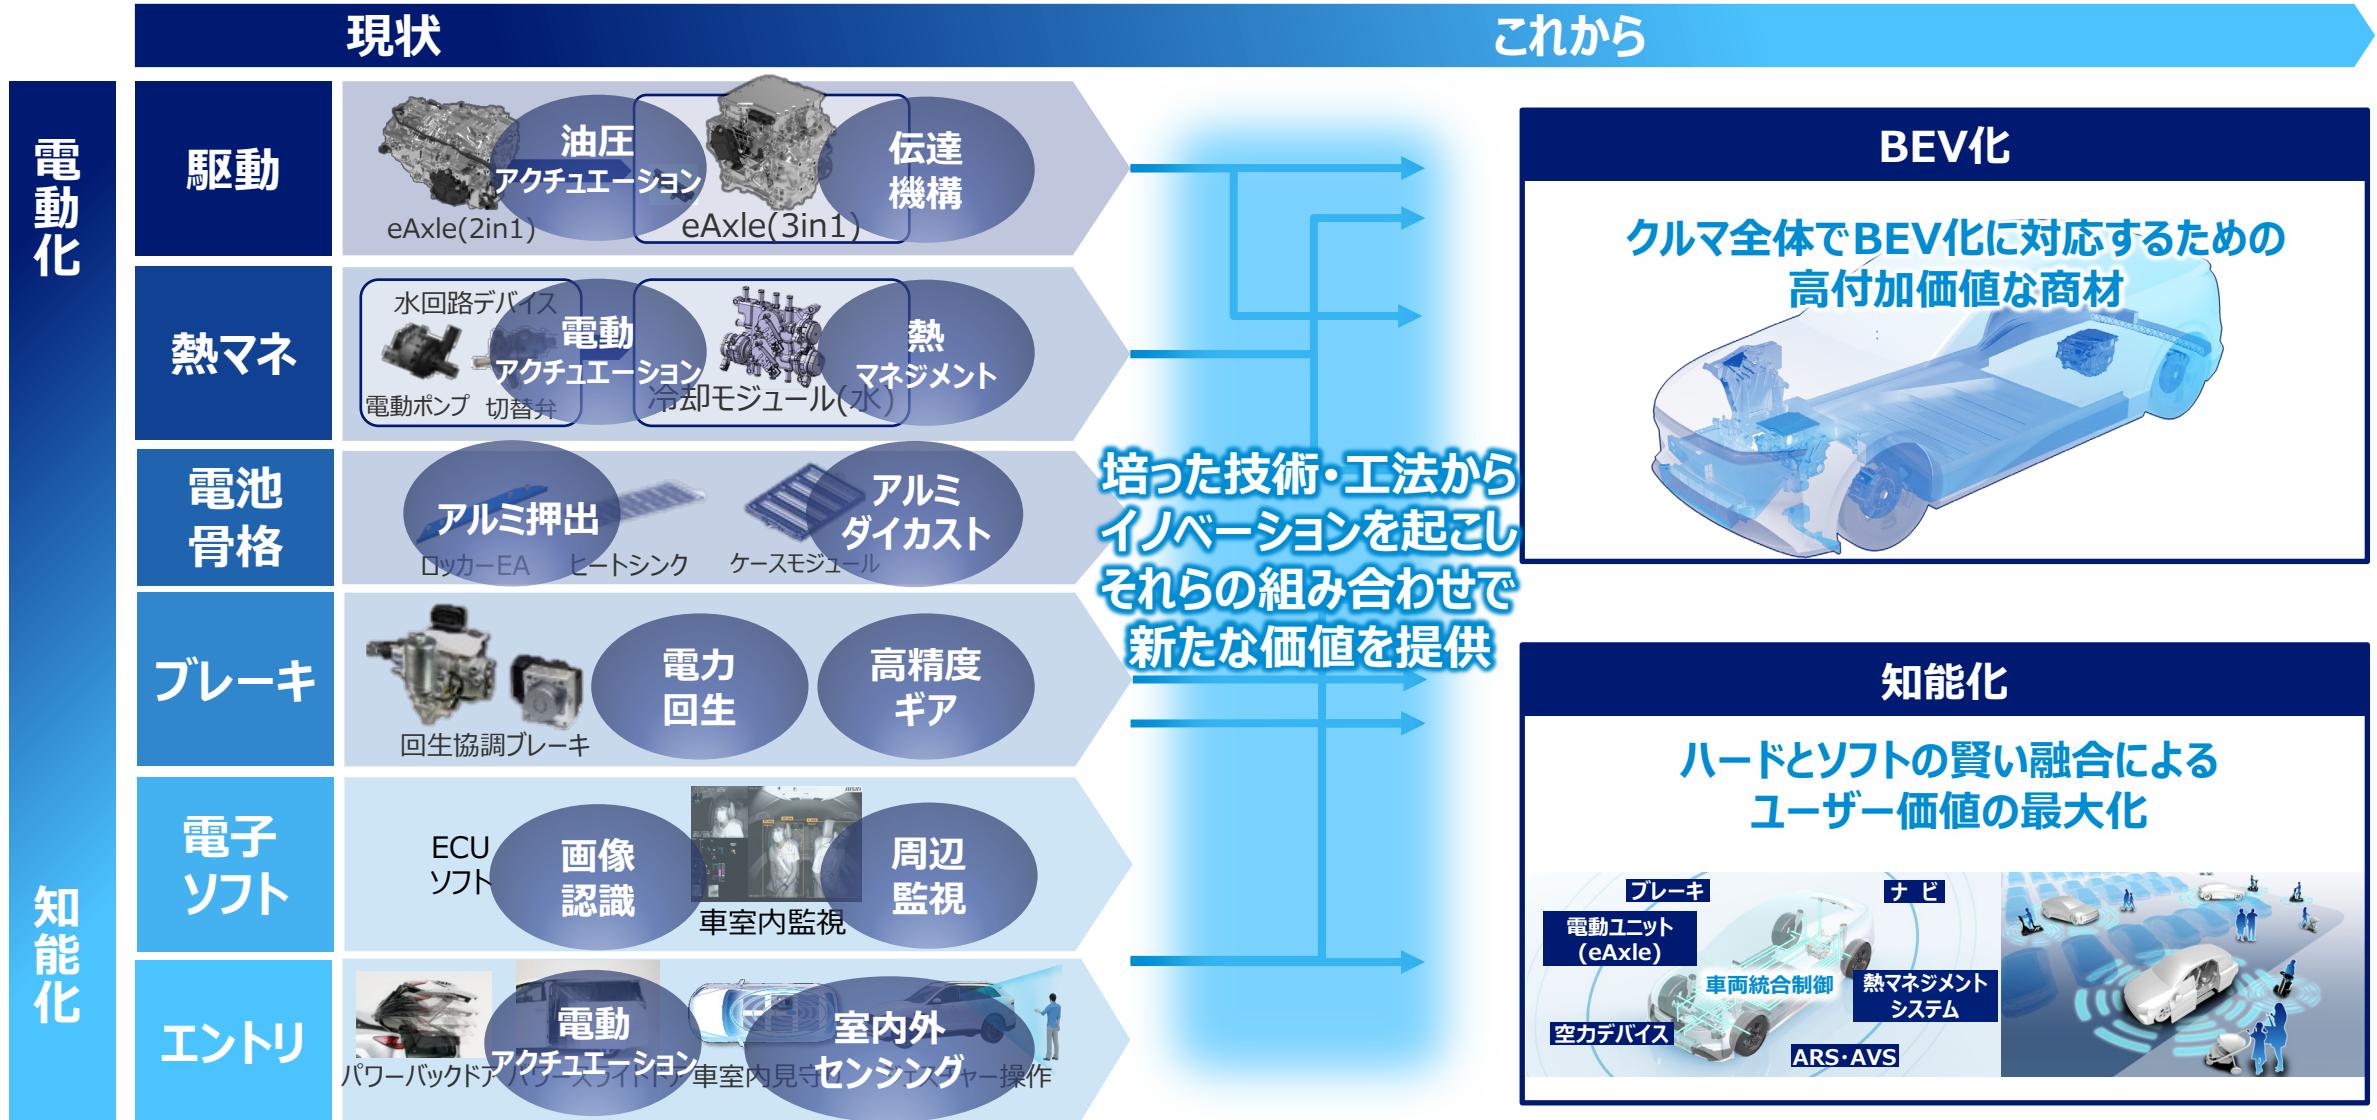 現状
これから
電動化
知能化
駆動
油圧
アクチュエーション
伝達
機構
eAxle(2in1)
eAxle(3in1)
熱マネ
水回路デバイス
電動
アクチュエーション
熱
マネジメント
電動ポンプ
切替弁
冷却モジュール(水)
電池
骨格
アルミ押出
アルミ
ダイカスト
ロッカーEA
ヒートシンク
ケースモジュール
ブレーキ
電力
回生
高精度
ギア
回生協調ブレーキ
電子
ソフト
ECU
ソフト
画像
認識
周辺
監視
車室内監視
エントリ
電動
アクチュエーション
室内外
センシング
パワーバックドア
パワースライドドア
車室内見守り
ジェスチャー操作
培った技術・工法から
イノベーションを起こし
それらの組み合わせで
新たな価値を提供
BEV化
クルマ全体でBEV化に対応するための
高付加価値な商材
知能化
ハードとソフトの賢い融合による
ユーザー価値の最大化
ブレーキ
ナビ
電動ユニット
(eAxle)
車両統合制御
熱マネジメント
システム
空力デバイス
ARS・AVS